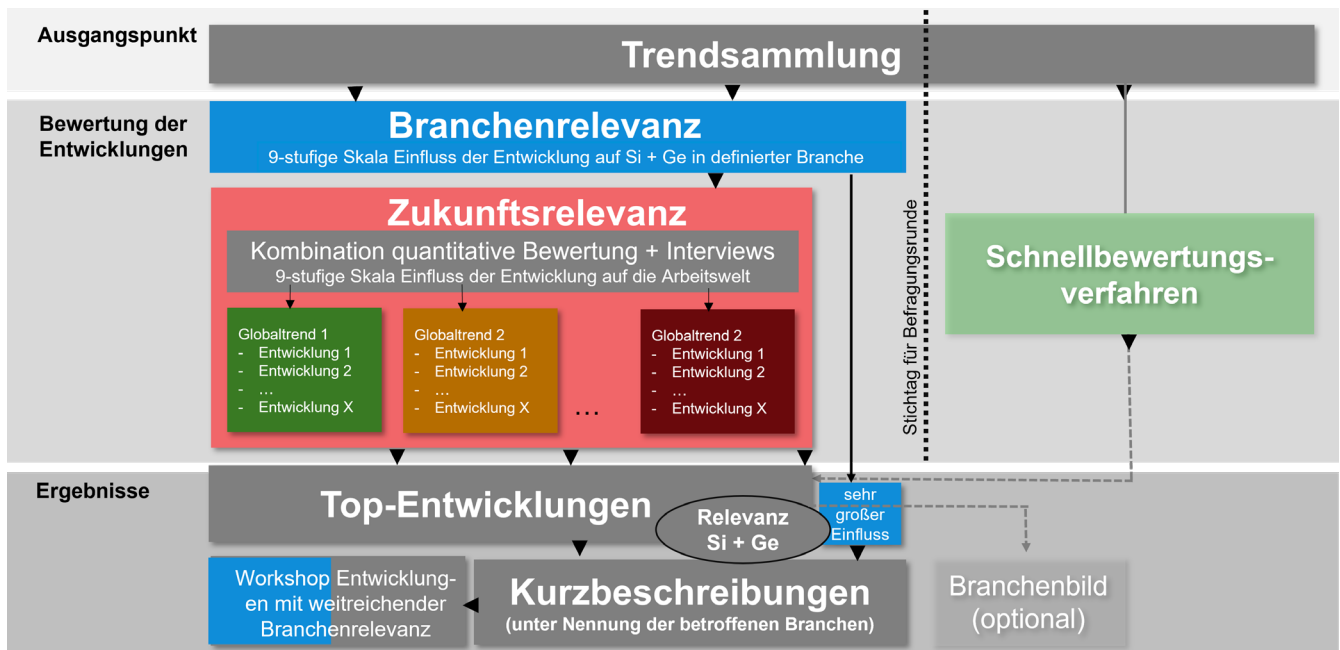 Ausgangspunkt
Trendsammlung
Bewertung der
Entwicklungen
Branchenrelevanz
9-stufige Skala Einfluss der Entwicklung auf Si + Ge in definierter Branche
Zukunftsrelevanz
Kombination quantitative Bewertung + Interviews
9-stufige Skala Einfluss der Entwicklung auf die Arbeitswelt
Globaltrend 1
- Entwicklung 1
- Entwicklung 2
- …
- Entwicklung X
Globaltrend 2
- Entwicklung 1
- Entwicklung 2
- …
- Entwicklung X
…
Globaltrend 2
- Entwicklung 1
- Entwicklung 2
- …
- Entwicklung X
Stichtag für Befragungsrunde
Schnellbewertungs-
verfahren
Ergebnisse
Top-Entwicklungen
Relevanz
Si + Ge
sehr
großer
Einfluss
Workshop Entwicklung-
en mit weitreichender
Branchenrelevanz
Kurzbeschreibungen
(unter Nennung der betroffenen Branchen)
Branchenbild
(optional)